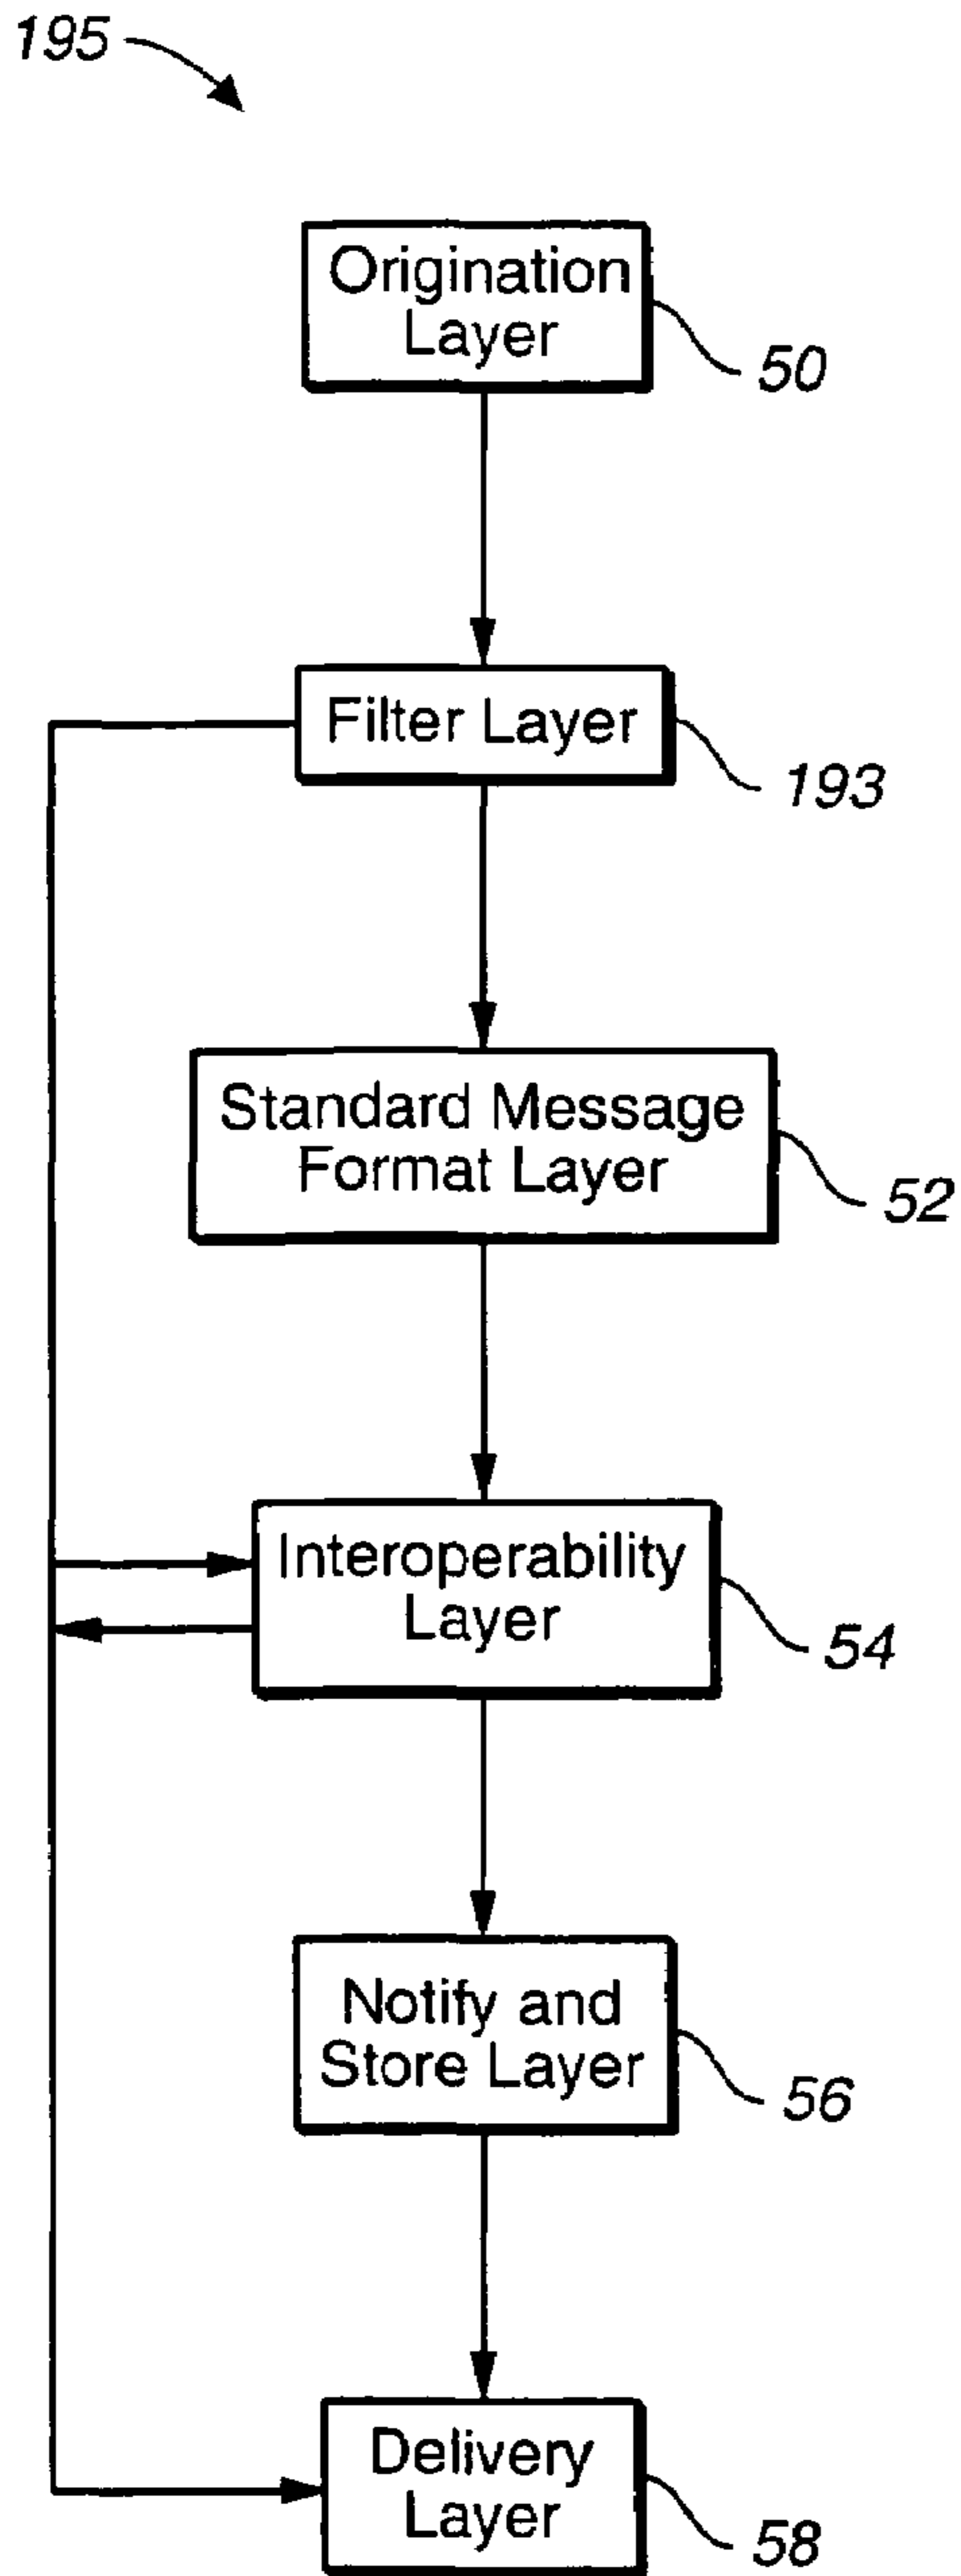 195
Origination
Layer
50
Filter Layer
193
Standard Message
Format Layer
52
Interoperability
Layer
54
Notify and
Store Layer
56
Delivery
Layer
58